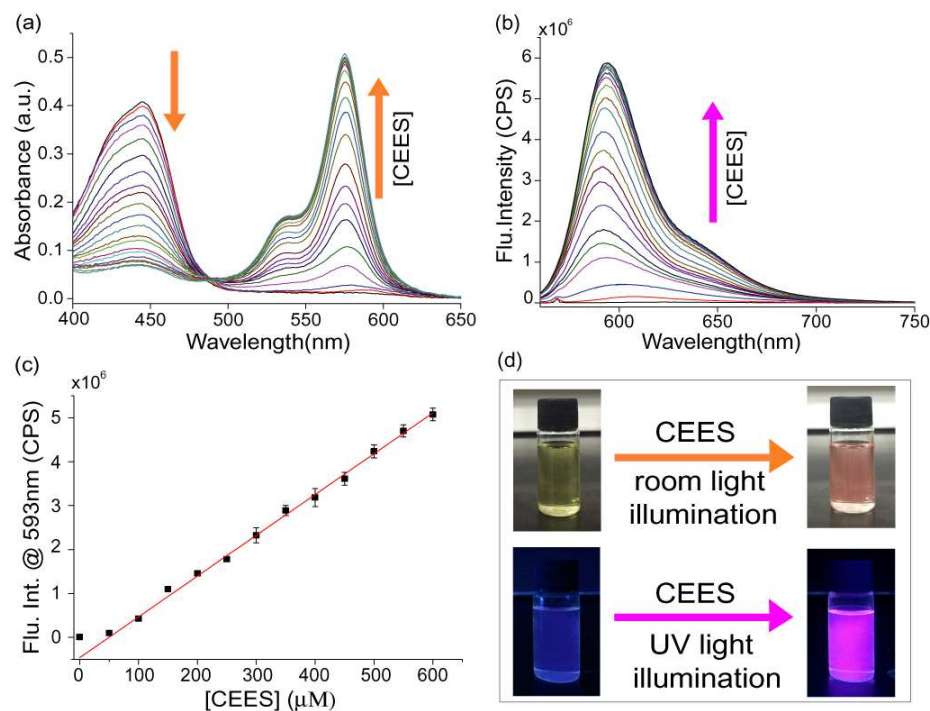 (a)
Absorbance (a.u.)
0.5
0.4
0.3
0.2
0.1
0.0
[CEES]
400 450 500 550 600 650
Wavelength(nm)
(b)
x10⁶
Flu.Intensity (CPS)
6
5
4
3
2
1
0
[CEES]
600 650 700 750
Wavelength(nm)
(c)
x10⁶
Flu. Int. @ 593nm (CPS)
5
4
3
2
1
0
0 100 200 300 400 500 600
[CEES] (μM)
(d)
CEES
room light
illumination
CEES
UV light
illumination